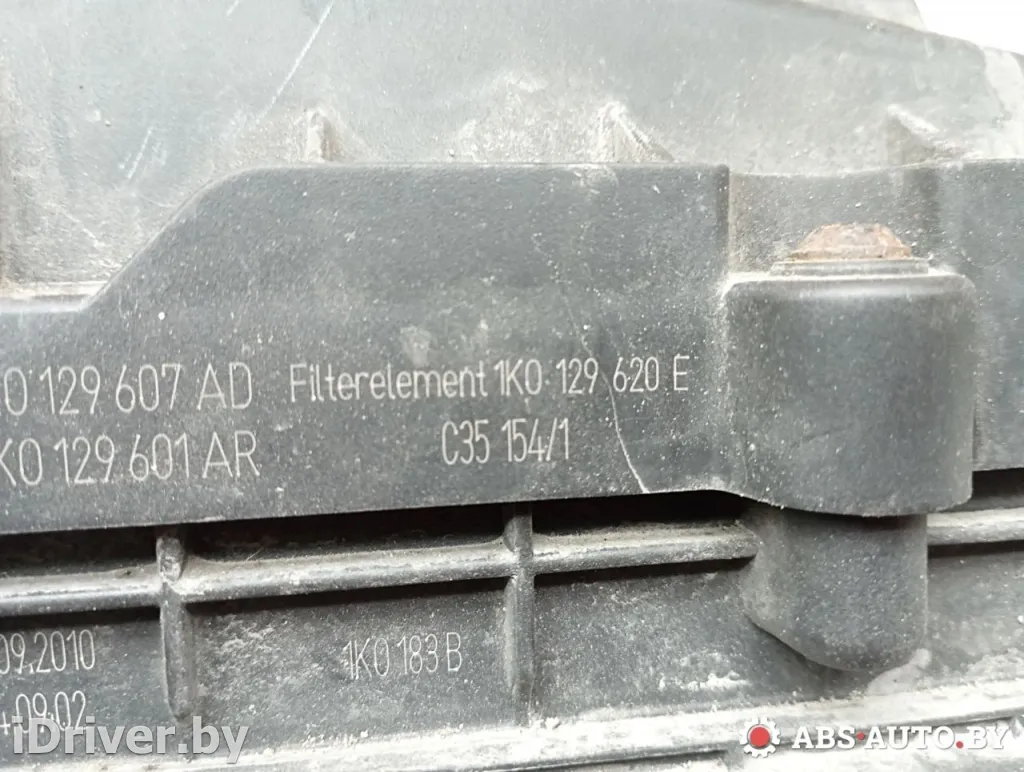 K0 129 607 AD
Filterelement 1K0 129 620 E
K0 129 601 AR
C35 154/1
09.2010
1K0 183 B
09:02
iDriver.by
ABS-AUTO.BY